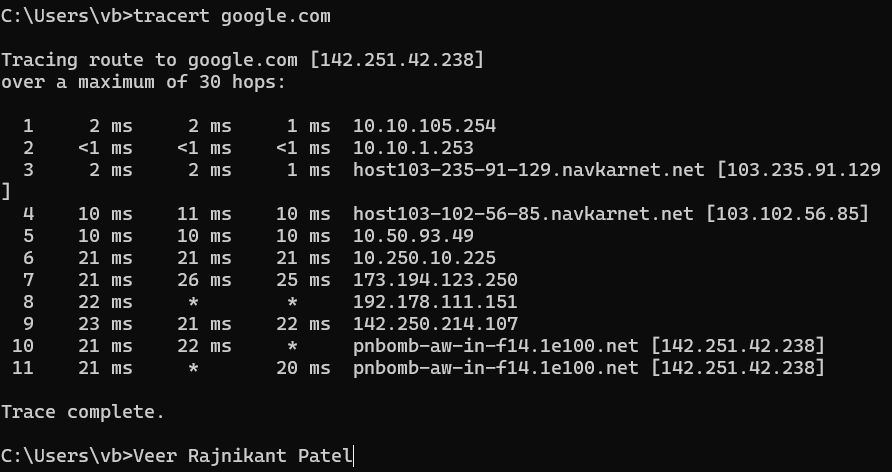 C:\Users\vb>tracert google.com
Tracing route to google.com [142.251.42.238]
over a maximum of 30 hops:
  1     2 ms     2 ms     1 ms  10.10.105.254
  2    <1 ms    <1 ms    <1 ms  10.10.1.253
  3     2 ms     2 ms     1 ms  host103-235-91-129.navkarnet.net [103.235.91.129
]
  4    10 ms    11 ms    10 ms  host103-102-56-85.navkarnet.net [103.102.56.85]
  5    10 ms    10 ms    10 ms  10.50.93.49
  6    21 ms    21 ms    21 ms  10.250.10.225
  7    21 ms    26 ms    25 ms  173.194.123.250
  8    22 ms     *        *     192.178.111.151
  9    23 ms    21 ms    22 ms  142.250.214.107
 10    21 ms    22 ms     *     pnbomb-aw-in-f14.1e100.net [142.251.42.238]
 11    21 ms     *       20 ms  pnbomb-aw-in-f14.1e100.net [142.251.42.238]
Trace complete.
C:\Users\vb>Veer Rajnikant Patel